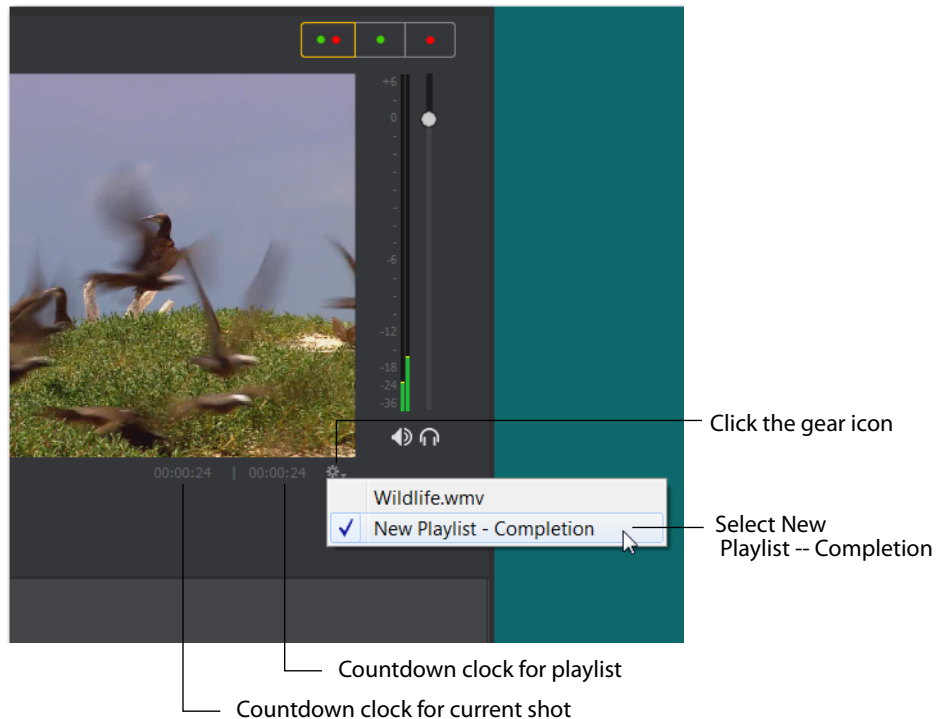 +6
0
-6
-12
-18
-24
-36
Click the gear icon
00:00:24 | 00:00:24
Wildlife.wmv
New Playlist - Completion
Select New
Playlist -- Completion
Countdown clock for playlist
Countdown clock for current shot